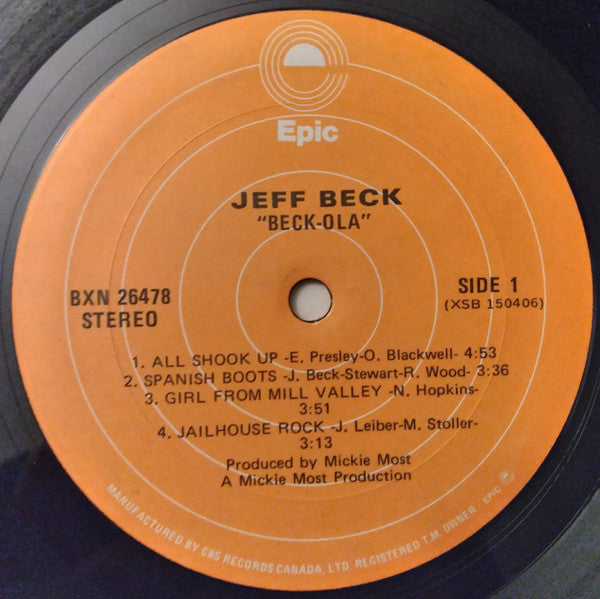 Epic
JEFF BECK
"BECK-OLA"
BXN 26478
STEREO
SIDE 1
(XSB 150406)
1. ALL SHOOK UP -E. Presley-O. Blackwell- 4:53
2. SPANISH BOOTS -J. Beck-Stewart-R. Wood- 3:36
3. GIRL FROM MILL VALLEY -N. Hopkins-
3:51
4. JAILHOUSE ROCK -J. Leiber-M. Stoller-
3:13
Produced by Mickie Most
A Mickie Most Production
MANUFACTURED BY CBS RECORDS CANADA, LTD. REGISTERED T.M. OWNER - EPIC